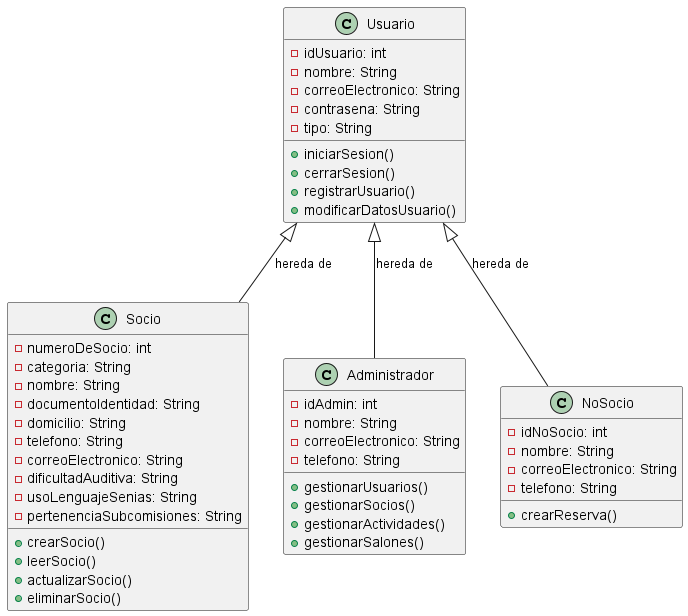 C Usuario
idUsuario: int
nombre: String
correoElectronico: String
contrasena: String
tipo: String
iniciarSesion()
cerrarSesion()
registrarUsuario()
modificarDatosUsuario()
hereda de
hereda de
hereda de
C Socio
numeroDeSocio: int
categoria: String
nombre: String
documentoIdentidad: String
domicilio: String
telefono: String
correoElectronico: String
dificultadAuditiva: String
usoLenguajeSenias: String
pertenenciaSubcomisiones: String
crearSocio()
leerSocio()
actualizarSocio()
eliminarSocio()
C Administrador
idAdmin: int
nombre: String
correoElectronico: String
telefono: String
gestionarUsuarios()
gestionarSocios()
gestionarActividades()
gestionarSalones()
C NoSocio
idNoSocio: int
nombre: String
correoElectronico: String
telefono: String
crearReserva()